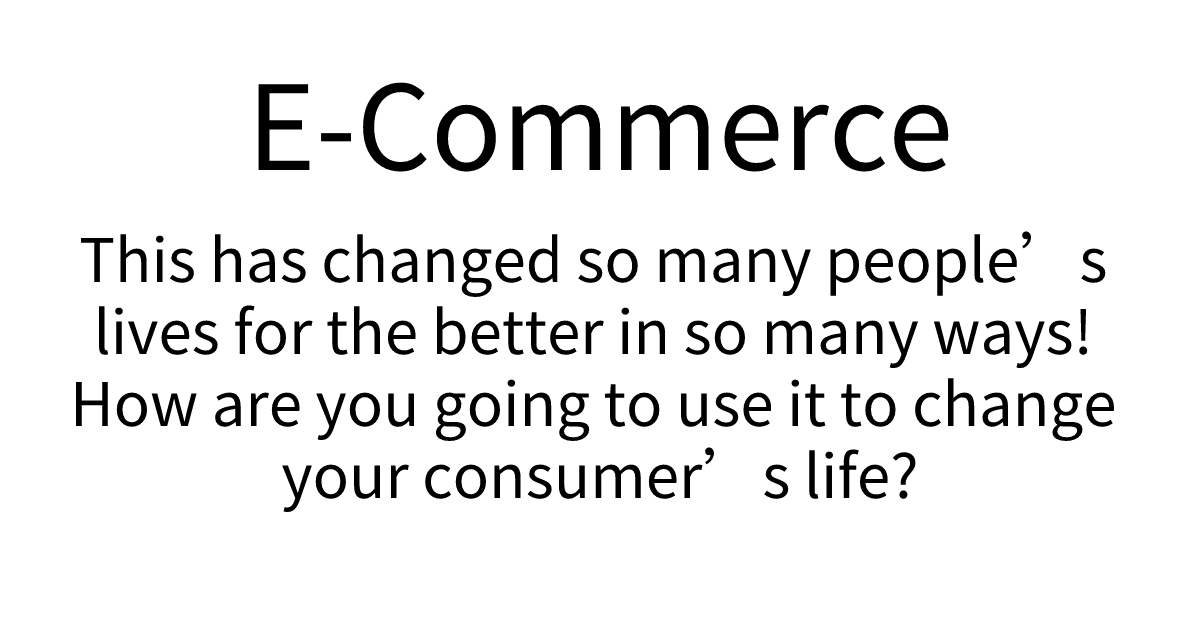 E-Commerce
This has changed so many people’s
lives for the better in so many ways!
How are you going to use it to change
your consumer’s life?